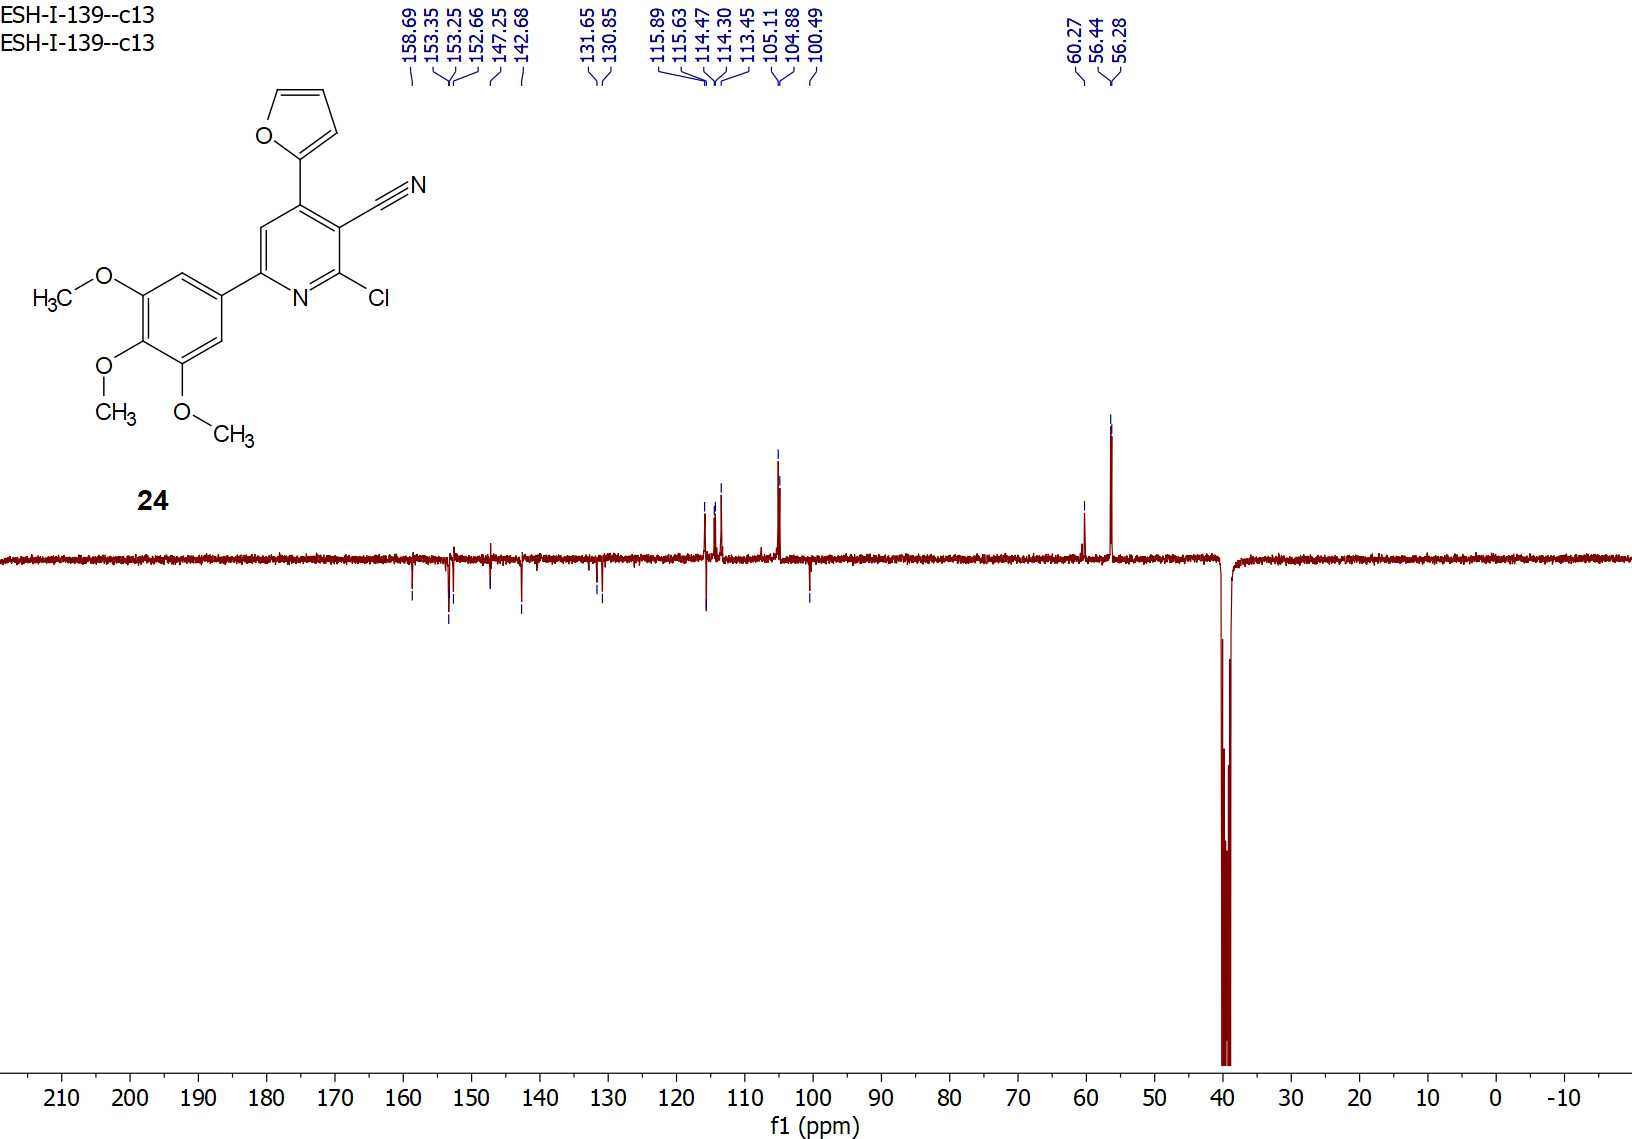 ESH-I-139--c13
ESH-I-139--c13
158.69
153.35
153.25
152.66
147.25
142.68
131.65
130.85
115.89
115.63
114.47
114.30
113.45
105.11
104.88
100.49
60.27
56.44
56.28
O
N
O
H3C
N
Cl
O
CH3
O
CH3
24
210 200 190 180 170 160 150 140 130 120 110 100 90 80 70 60 50 40 30 20 10 0 -10
f1 (ppm)